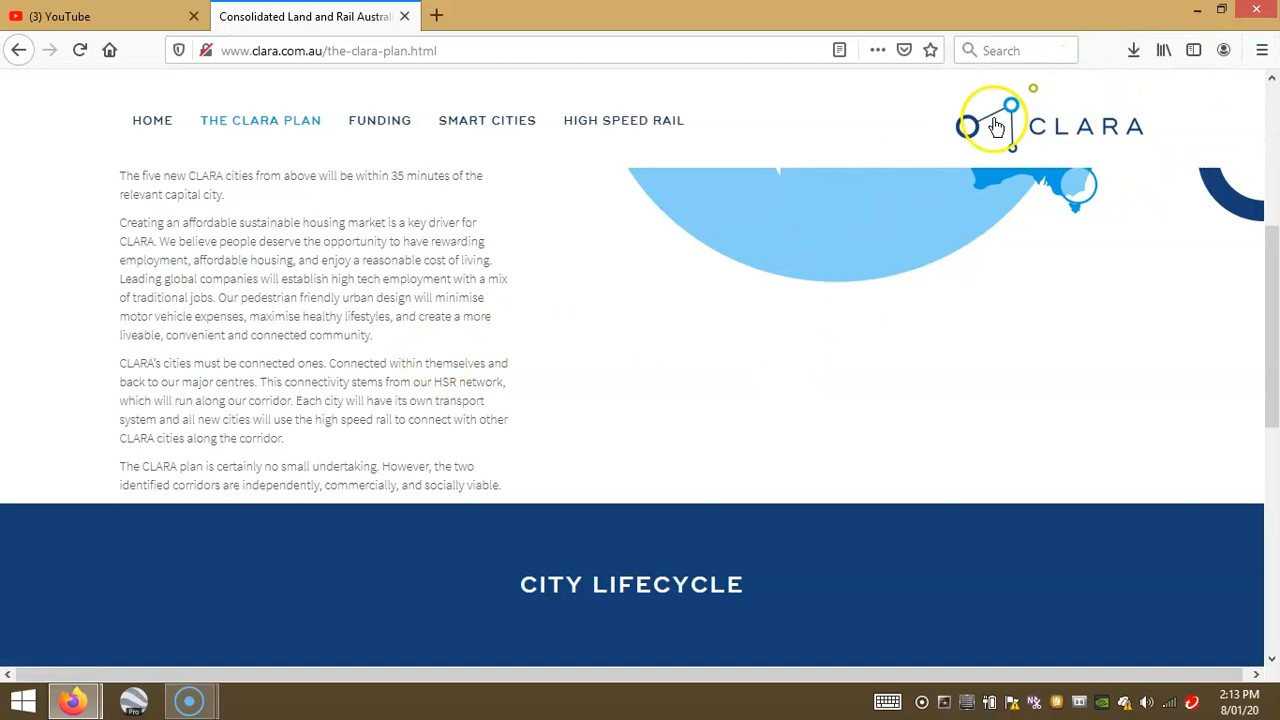 (3) YouTube
Consolidated Land and Rail Austral
www.clara.com.au/the-clara-plan.html
Search
HOME
THE CLARA PLAN
FUNDING
SMART CITIES
HIGH SPEED RAIL
CLARA
The five new CLARA cities from above will be within 35 minutes of the
relevant capital city.
Creating an affordable sustainable housing market is a key driver for
CLARA. We believe people deserve the opportunity to have rewarding
employment, affordable housing, and enjoy a reasonable cost of living.
Leading global companies will establish high tech employment with a mix
of traditional jobs. Our pedestrian friendly urban design will minimise
motor vehicle expenses, maximise healthy lifestyles, and create a more
liveable, convenient and connected community.
CLARA's cities must be connected ones. Connected within themselves and
back to our major centres. This connectivity stems from our HSR network,
which will run along our corridor. Each city will have its own transport
system and all new cities will use the high speed rail to connect with other
CLARA cities along the corridor.
The CLARA plan is certainly no small undertaking. However, the two
identified corridors are independently, commercially, and socially viable.
CITY LIFECYCLE
Pro
2:13 PM
8/01/20